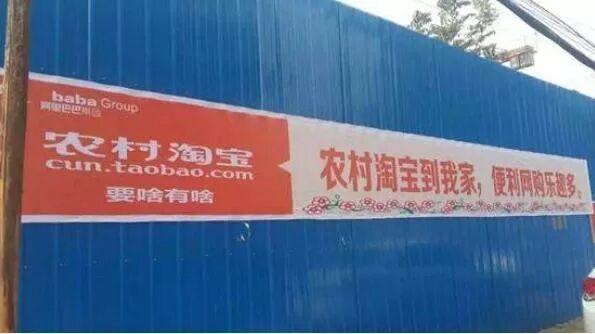 baba Group
阿里巴巴集团
农村淘宝
cun.taobao.com
要啥有啥
农村淘宝到我家，便利网购乐趣多。